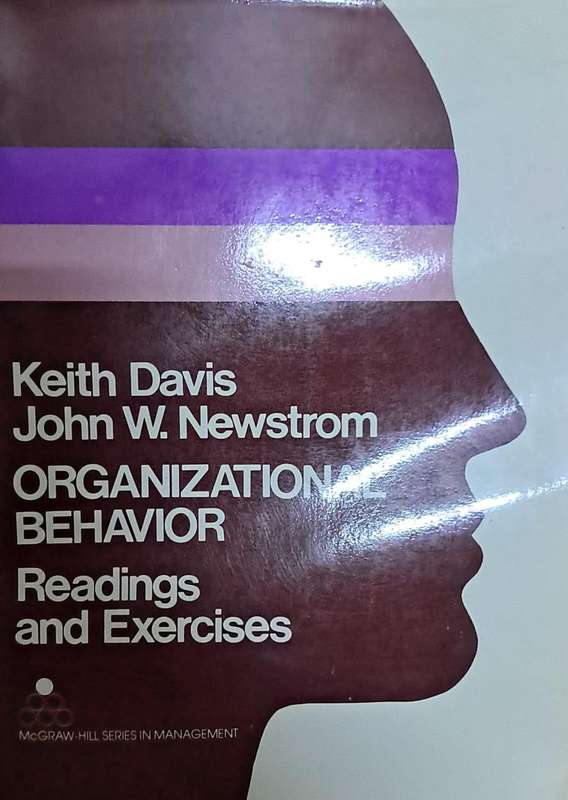 Keith Davis
John W. Newstrom
ORGANIZATIONAL
BEHAVIOR
Readings
and Exercises
McGRAW-HILL SERIES IN MANAGEMENT